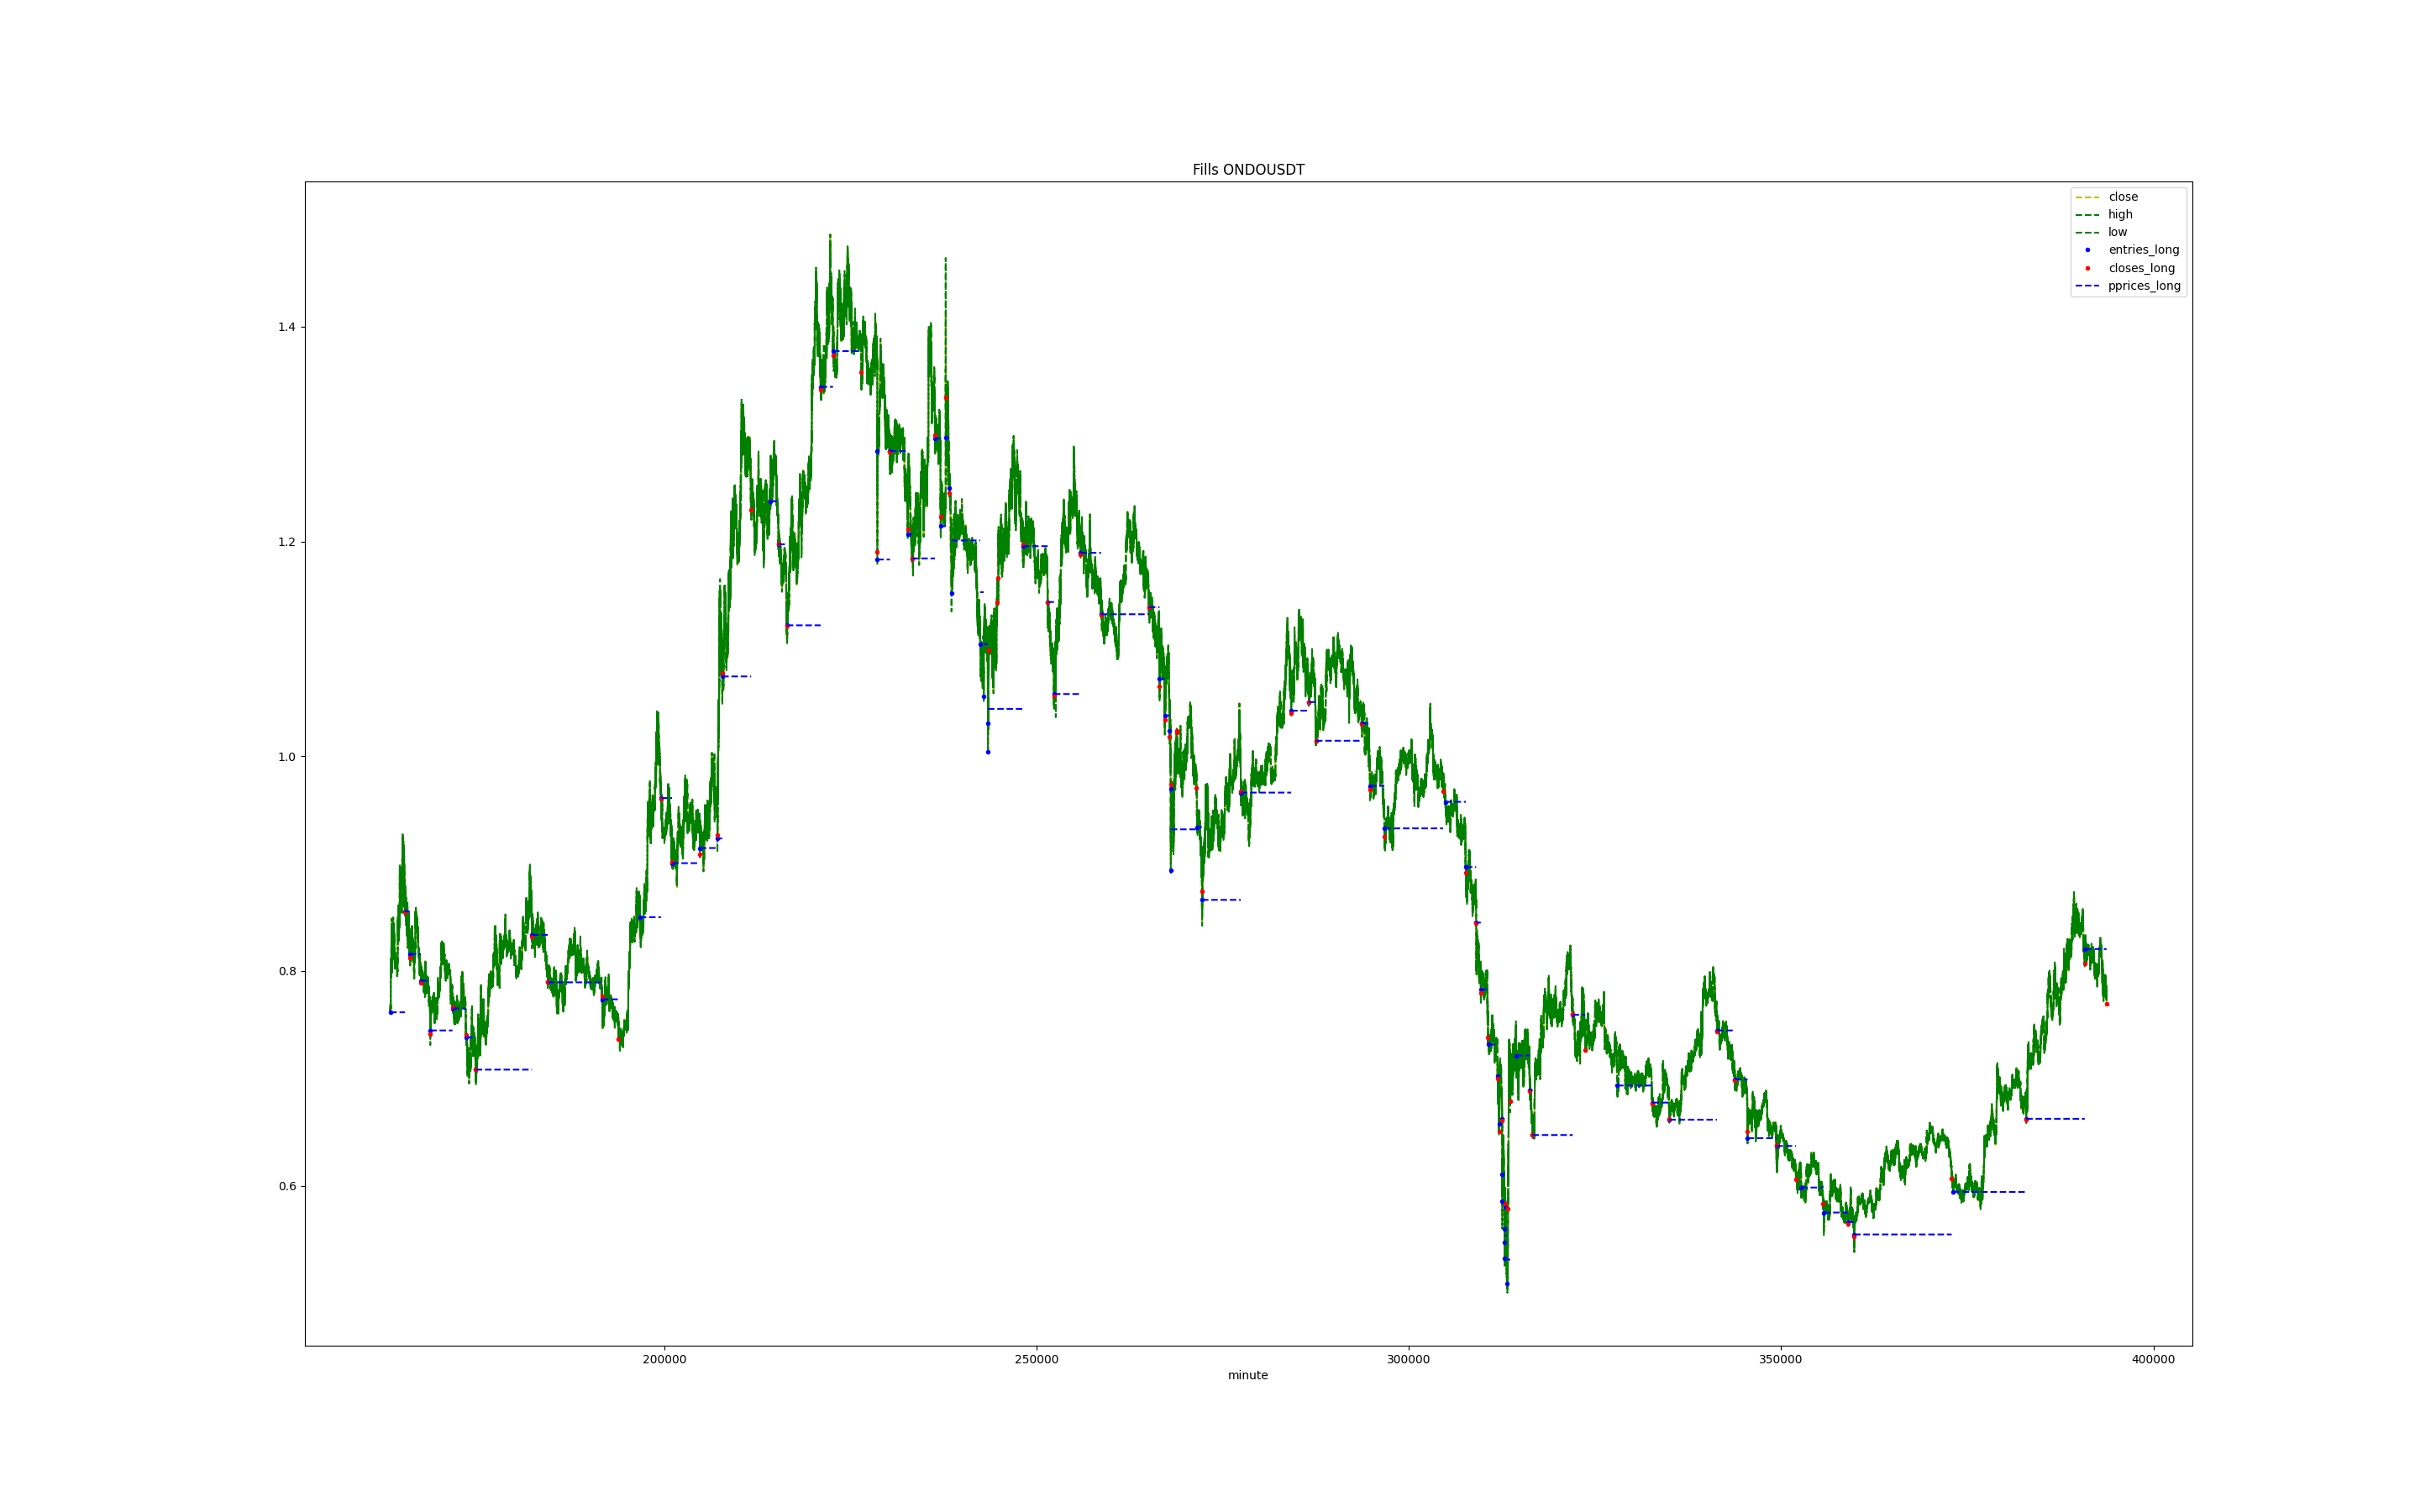 Fills ONDOUSDT
close
high
low
entries_long
closes_long
pprices_long
1.4
1.2
1.0
0.8
0.6
200000
250000
300000
350000
400000
minute